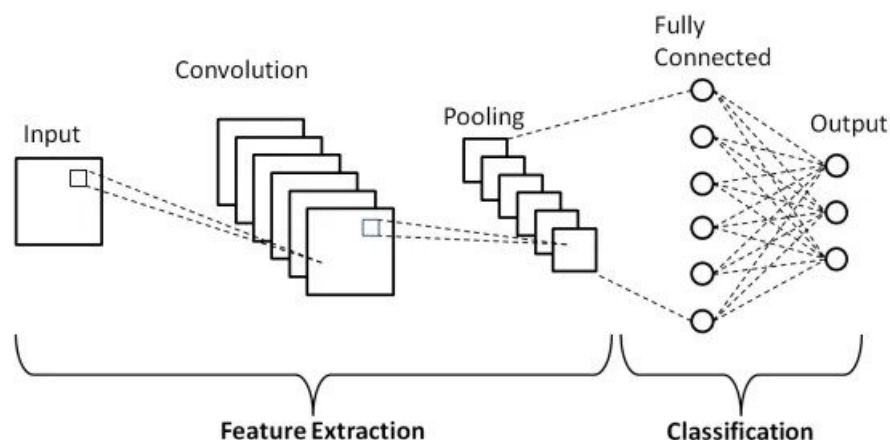 Input
Convolution
Pooling
Fully
Connected
Output
Feature Extraction
Classification